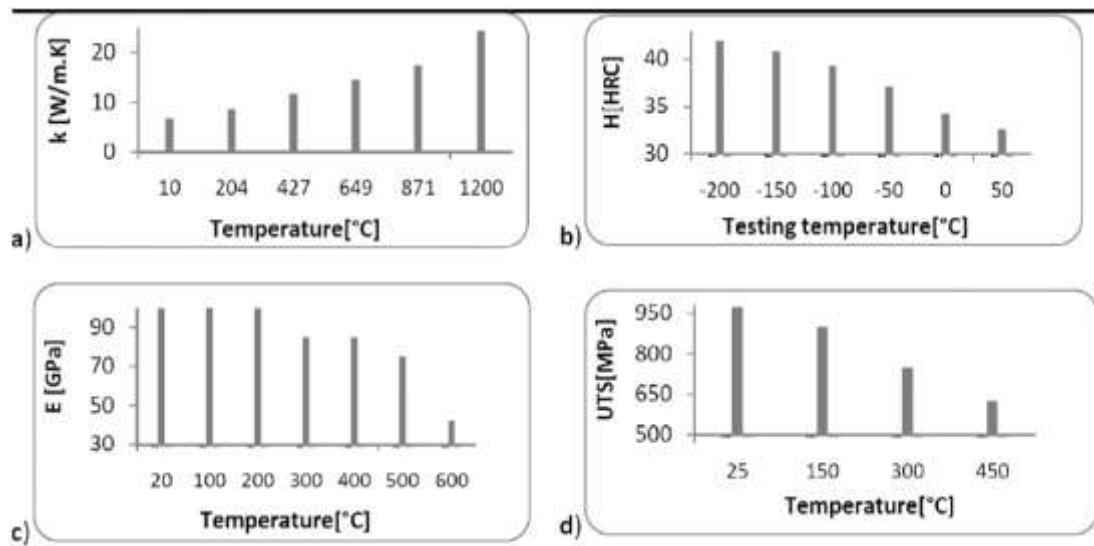 k [W/m.K]
20
10
0
10 204 427 649 871 1200
Temperature[°C]
a)
H[HRC]
40
35
30
-200 -150 -100 -50 0 50
Testing temperature[°C]
b)
E [GPa]
90
70
50
30
20 100 200 300 400 500 600
Temperature[°C]
c)
UTS[MPa]
950
800
650
500
25 150 300 450
Temperature[°C]
d)